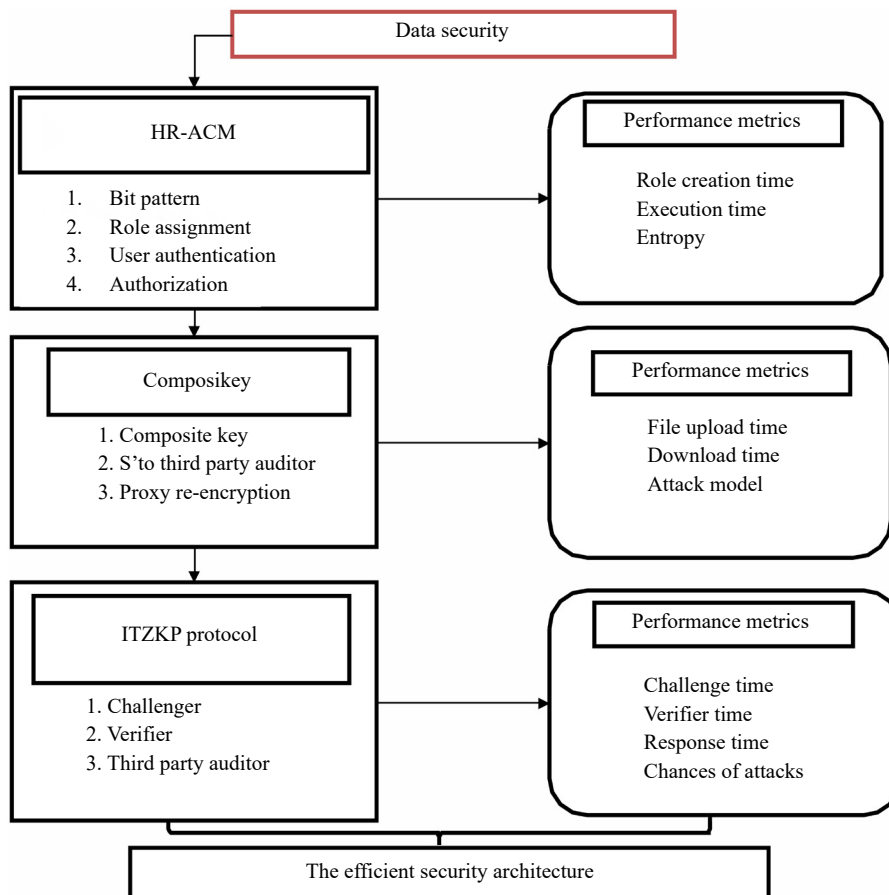 Data security
HR-ACM
1. Bit pattern
2. Role assignment
3. User authentication
4. Authorization
Performance metrics
Role creation time
Execution time
Entropy
Composikey
1. Composite key
2. S’to third party auditor
3. Proxy re-encryption
Performance metrics
File upload time
Download time
Attack model
ITZKP protocol
1. Challenger
2. Verifier
3. Third party auditor
Performance metrics
Challenge time
Verifier time
Response time
Chances of attacks
The efficient security architecture